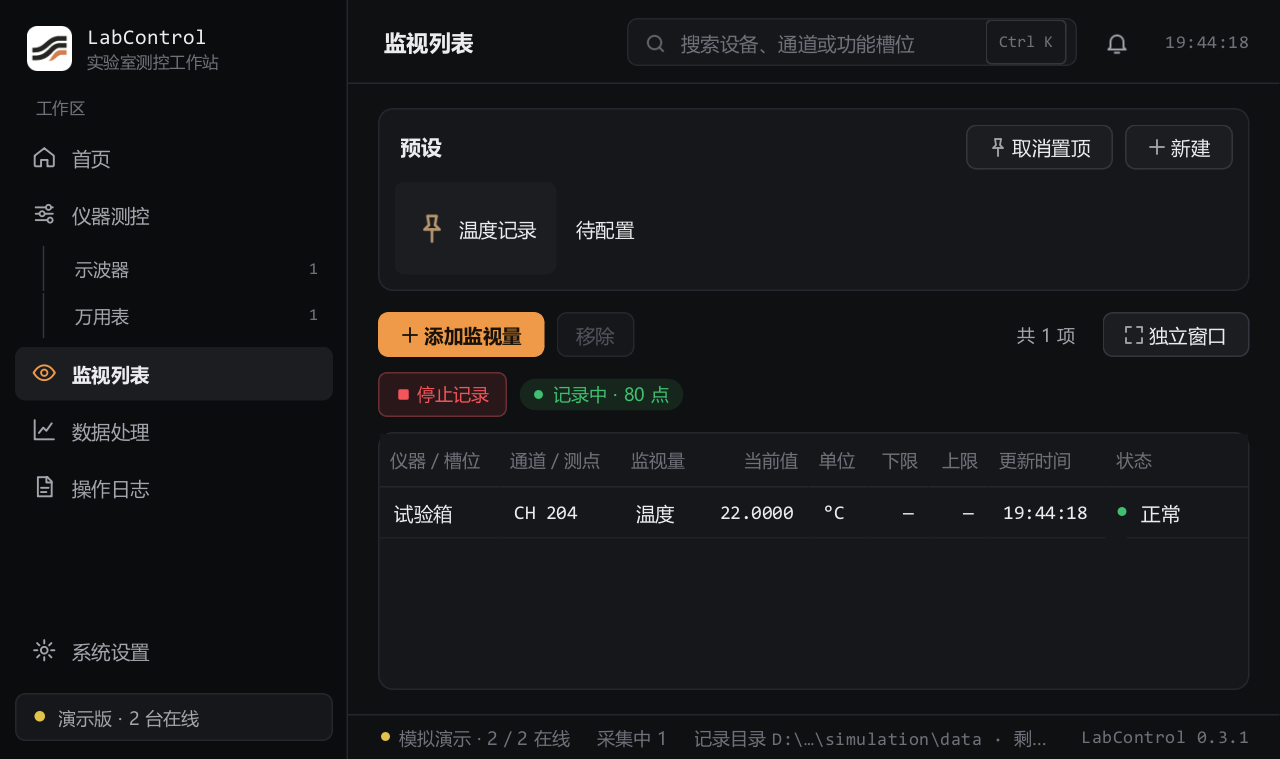 LabControl
实验室测控工作站
工作区
首页
仪器测控
示波器 1
万用表 1
监视列表
数据处理
操作日志
系统设置
演示版 · 2 台在线
监视列表
搜索设备、通道或功能槽位 Ctrl K
19:44:18
预设
取消置顶
新建
温度记录
待配置
添加监视量
移除
共 1 项
独立窗口
停止记录
记录中 · 80 点
仪器 / 槽位 通道 / 测点 监视量 当前值 单位 下限 上限 更新时间 状态
试验箱 CH 204 温度 22.0000 °C — — 19:44:18 正常
模拟演示 · 2 / 2 在线 采集中 1 记录目录 D:\…\simulation\data · 剩… LabControl 0.3.1